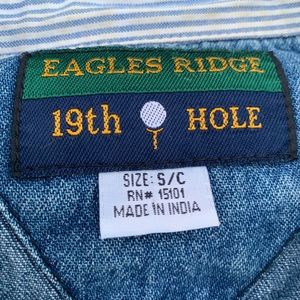 EAGLES RIDGE
19th HOLE
SIZE: S/C
RN# 15101
MADE IN INDIA